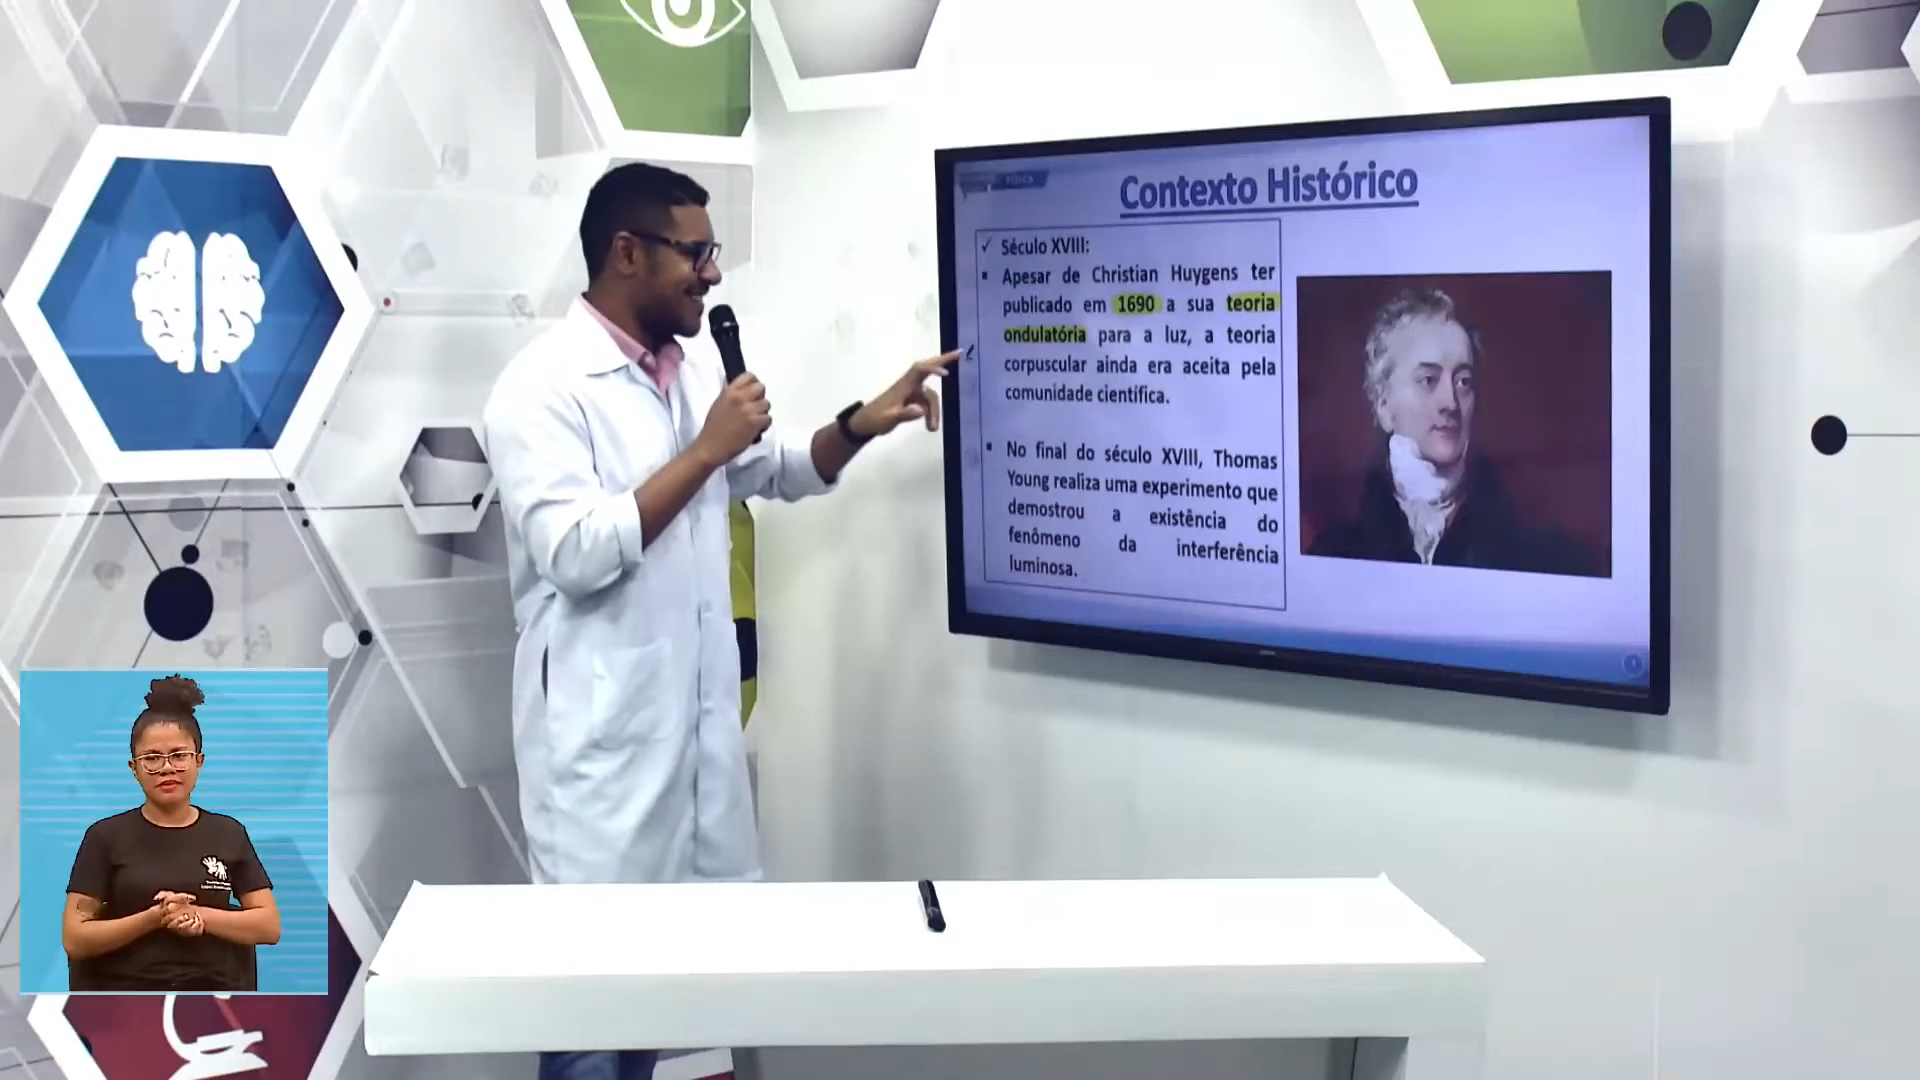 FÍSICA
Contexto Histórico
✓ Século XVIII:
▪ Apesar de Christian Huygens ter
publicado em 1690 a sua teoria
ondulatória para a luz, a teoria
corpuscular ainda era aceita pela
comunidade científica.
▪ No final do século XVIII, Thomas
Young realiza uma experimento que
demostrou a existência do
fenômeno da interferência
luminosa.